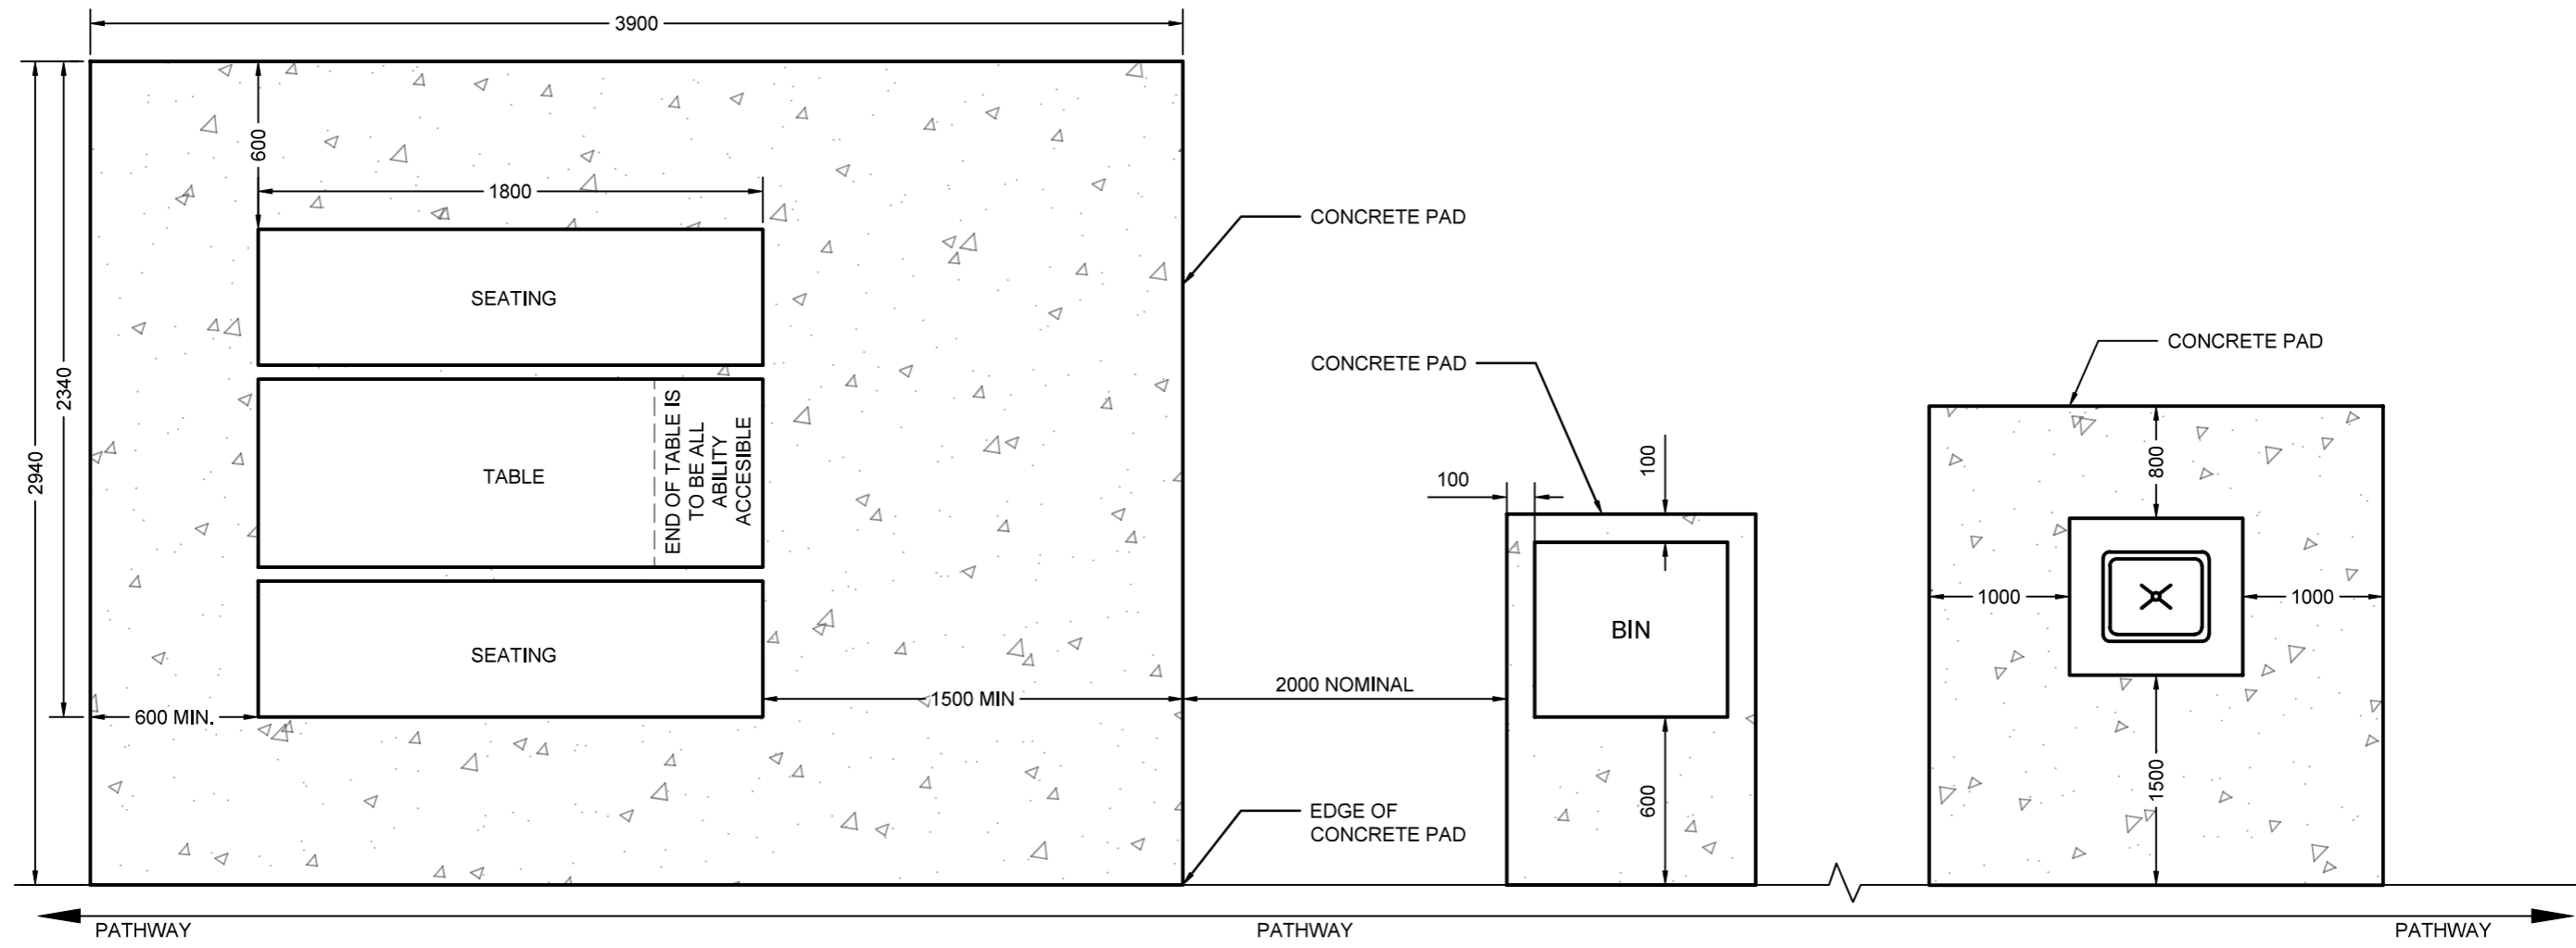 3900
600
1800
CONCRETE PAD
SEATING
CONCRETE PAD
CONCRETE PAD
2340
2940
TABLE
END OF TABLE IS
TO BE ALL
ABILITY
ACCESIBLE
100
100
800
1000
1000
BIN
SEATING
600 MIN.
1500 MIN
2000 NOMINAL
600
1500
EDGE OF
CONCRETE PAD
PATHWAY
PATHWAY
PATHWAY